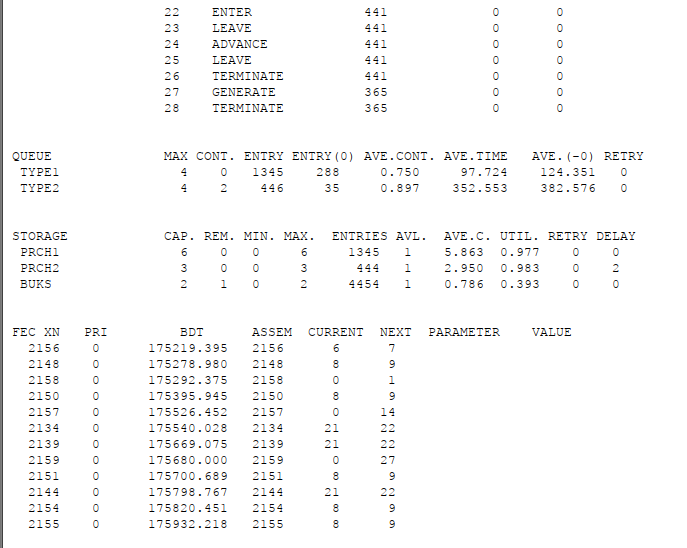 22 ENTER 441 0 0
23 LEAVE 441 0 0
24 ADVANCE 441 0 0
25 LEAVE 441 0 0
26 TERMINATE 441 0 0
27 GENERATE 365 0 0
28 TERMINATE 365 0 0
QUEUE MAX CONT. ENTRY ENTRY(0) AVE.CONT. AVE.TIME AVE.(-0) RETRY
TYPE1 4 0 1345 288 0.750 97.724 124.351 0
TYPE2 4 2 446 35 0.897 352.553 382.576 0
STORAGE CAP. REM. MIN. MAX. ENTRIES AVL. AVE.C. UTIL. RETRY DELAY
PRCH1 6 0 0 6 1345 1 5.863 0.977 0 0
PRCH2 3 0 0 3 444 1 2.950 0.983 0 2
BUKS 2 1 0 2 4454 1 0.786 0.393 0 0
FEC XN PRI BDT ASSEM CURRENT NEXT PARAMETER VALUE
2156 0 175219.395 2156 6 7
2148 0 175278.980 2148 8 9
2158 0 175292.375 2158 0 1
2150 0 175395.945 2150 8 9
2157 0 175526.452 2157 0 14
2134 0 175540.028 2134 21 22
2139 0 175669.075 2139 21 22
2159 0 175680.000 2159 0 27
2151 0 175700.689 2151 8 9
2144 0 175798.767 2144 21 22
2154 0 175820.451 2154 8 9
2155 0 175932.218 2155 8 9